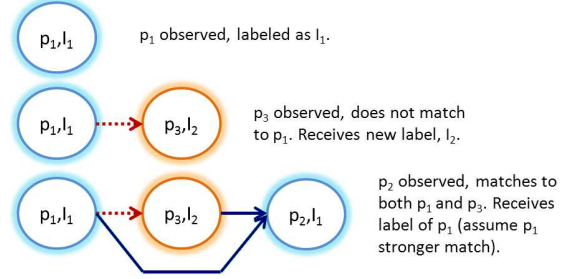 p₁,l₁
p₁ observed, labeled as l₁.
p₁,l₁
p₃,l₂
p₃ observed, does not match
to p₁. Receives new label, l₂.
p₁,l₁
p₃,l₂
p₂,l₁
p₂ observed, matches to
both p₁ and p₃. Receives
label of p₁ (assume p₁
stronger match).